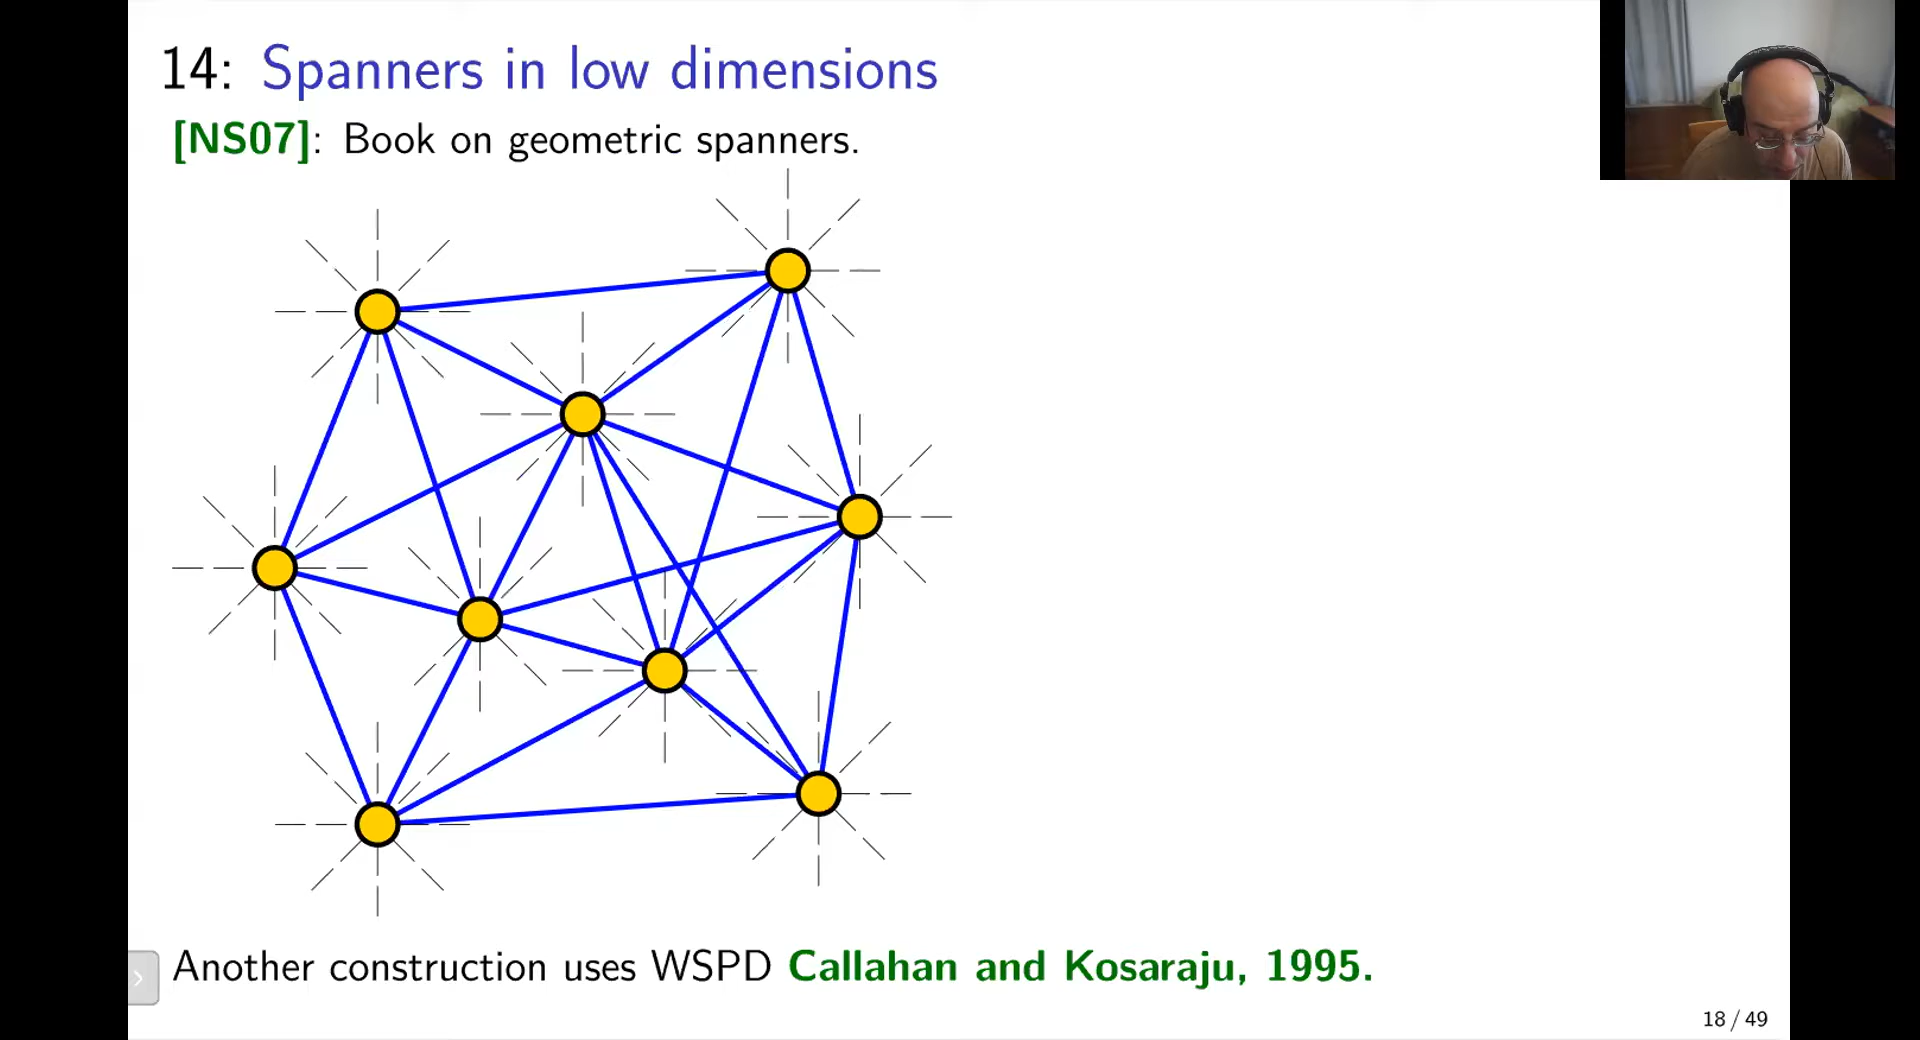 14: Spanners in low dimensions
[NS07]: Book on geometric spanners.
Another construction uses WSPD Callahan and Kosaraju, 1995.
18 / 49